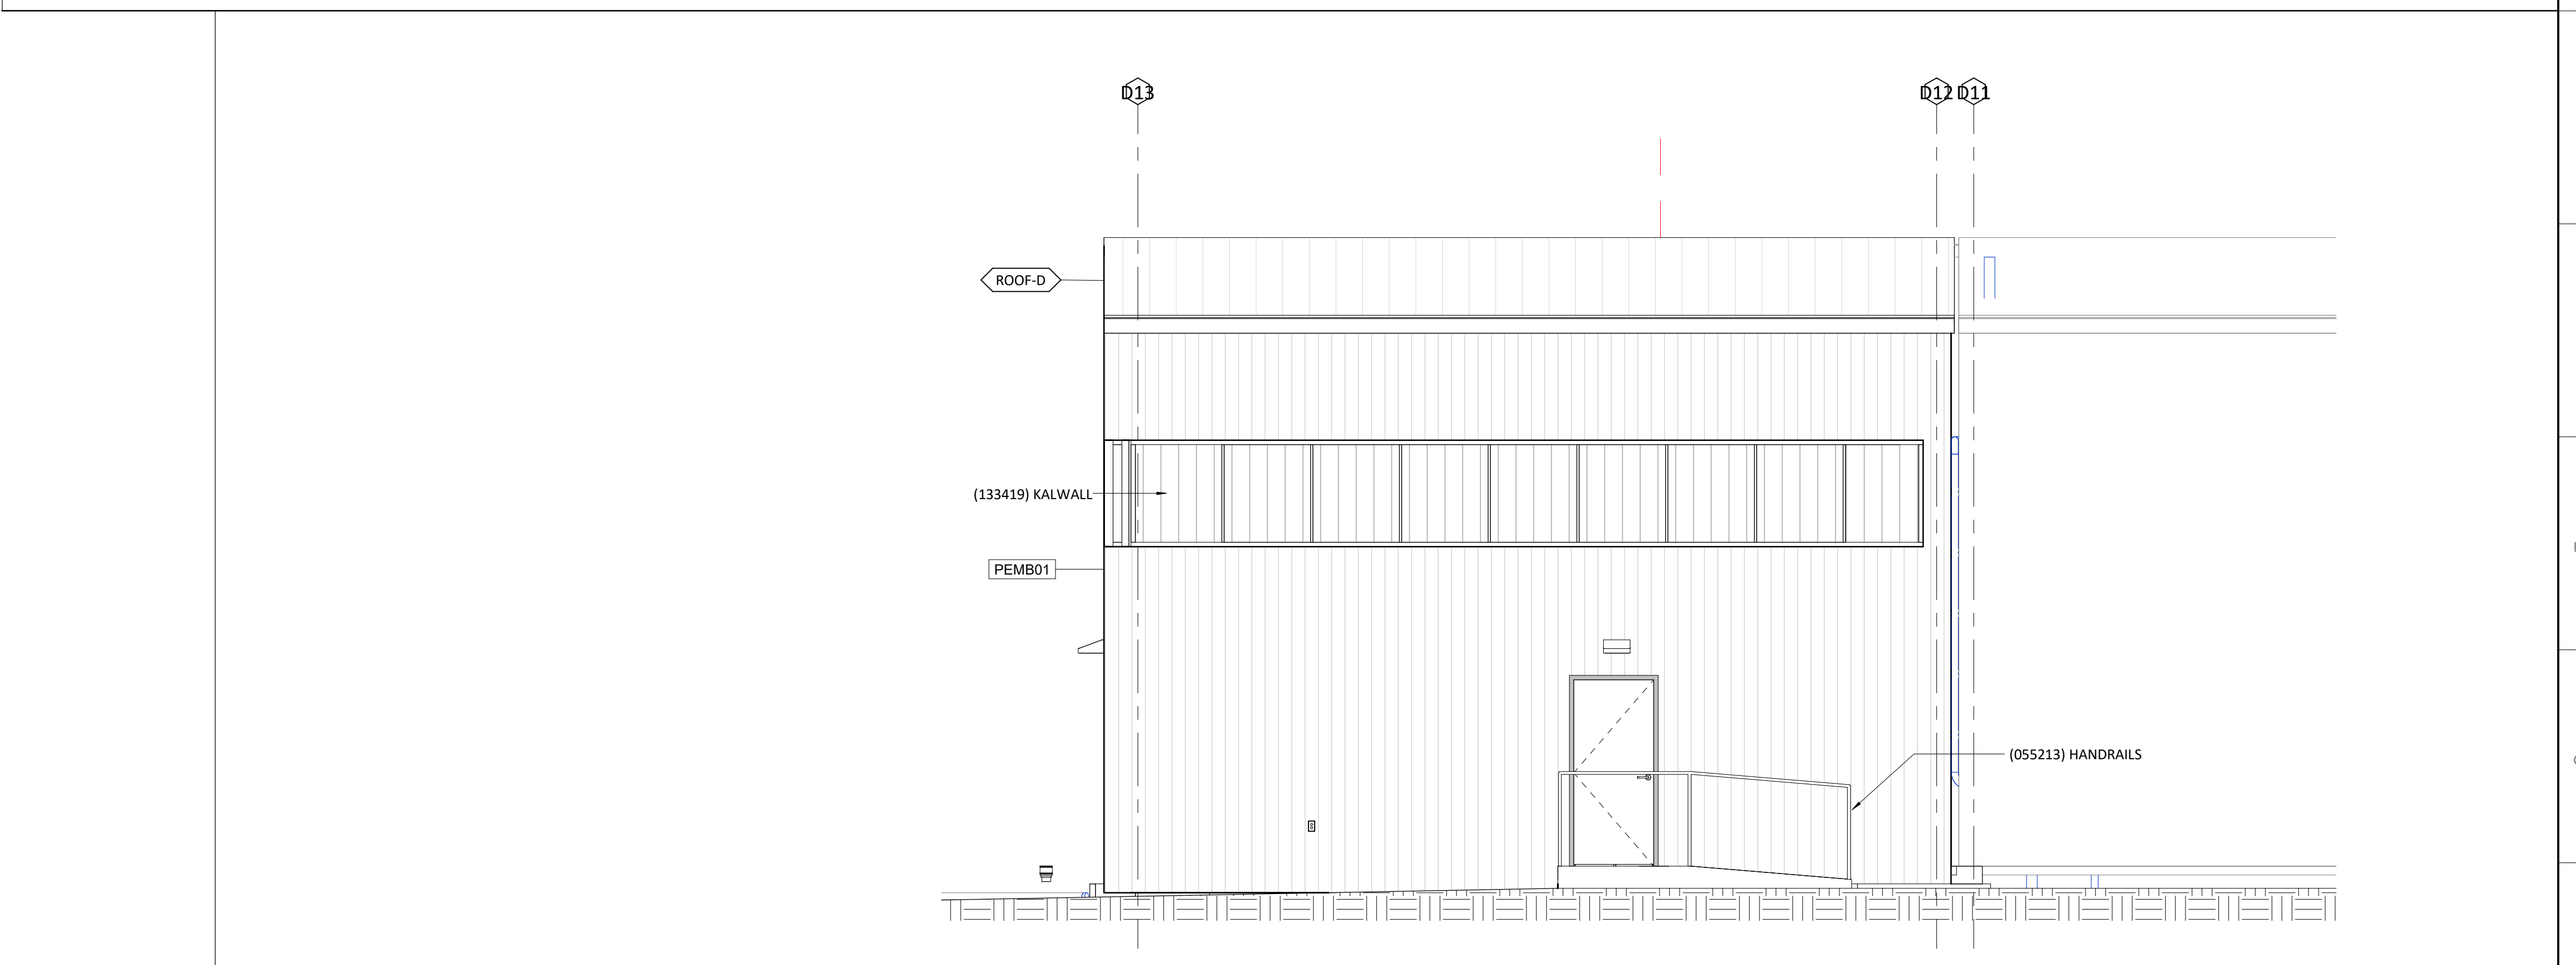 D13
D12
D11
ROOF-D
(133419) KALWALL
PEMB01
(055213) HANDRAILS